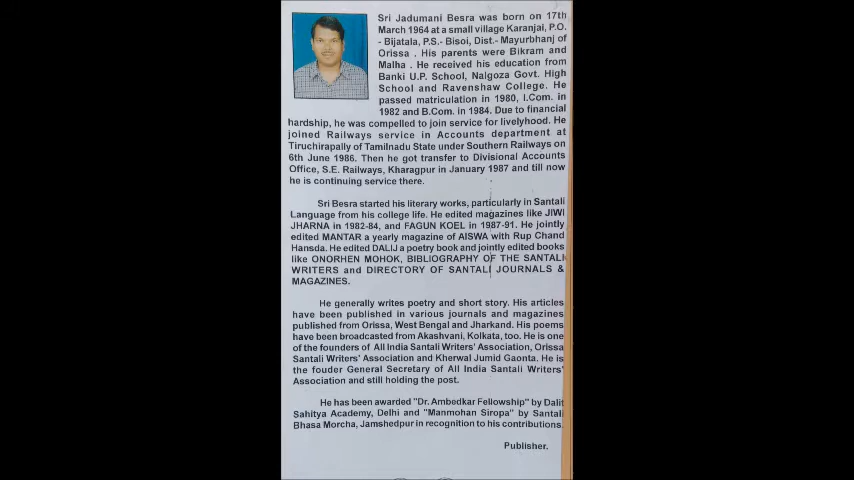 Sri Jadumani Besra was born on 17th
March 1964 at a small village Karanjai, P.O.
- Bijatala, P.S.- Bisoi, Dist.- Mayurbhanj of
Orissa . His parents were Bikram and
Malha . He received his education from
Banki U.P. School, Nalgoza Govt. High
School and Ravenshaw College. He
passed matriculation in 1980, I.Com. in
1982 and B.Com. in 1984. Due to financial
hardship, he was compelled to join service for livelyhood. He
joined Railways service in Accounts department at
Tiruchirapally of Tamilnadu State under Southern Railways on
6th June 1986. Then he got transfer to Divisional Accounts
Office, S.E. Railways, Kharagpur in January 1987 and till now
he is continuing service there.
Sri Besra started his literary works, particularly in Santali
Language from his college life. He edited magazines like JIWI
JHARNA in 1982-84, and FAGUN KOEL in 1987-91. He jointly
edited MANTAR a yearly magazine of AISWA with Rup Chand
Hansda. He edited DALIJ a poetry book and jointly edited books
like ONORHEN MOHOK, BIBLIOGRAPHY OF THE SANTALI
WRITERS and DIRECTORY OF SANTALI JOURNALS &
MAGAZINES.
He generally writes poetry and short story. His articles
have been published in various journals and magazines
published from Orissa, West Bengal and Jharkand. His poems
have been broadcasted from Akashvani, Kolkata, too. He is one
of the founders of All India Santali Writers' Association, Orissa
Santali Writers' Association and Kherwal Jumid Gaonta. He is
the fouder General Secretary of All India Santali Writers'
Association and still holding the post.
He has been awarded "Dr. Ambedkar Fellowship" by Dalit
Sahitya Academy, Delhi and "Manmohan Siropa" by Santali
Bhasa Morcha, Jamshedpur in recognition to his contributions.
Publisher.